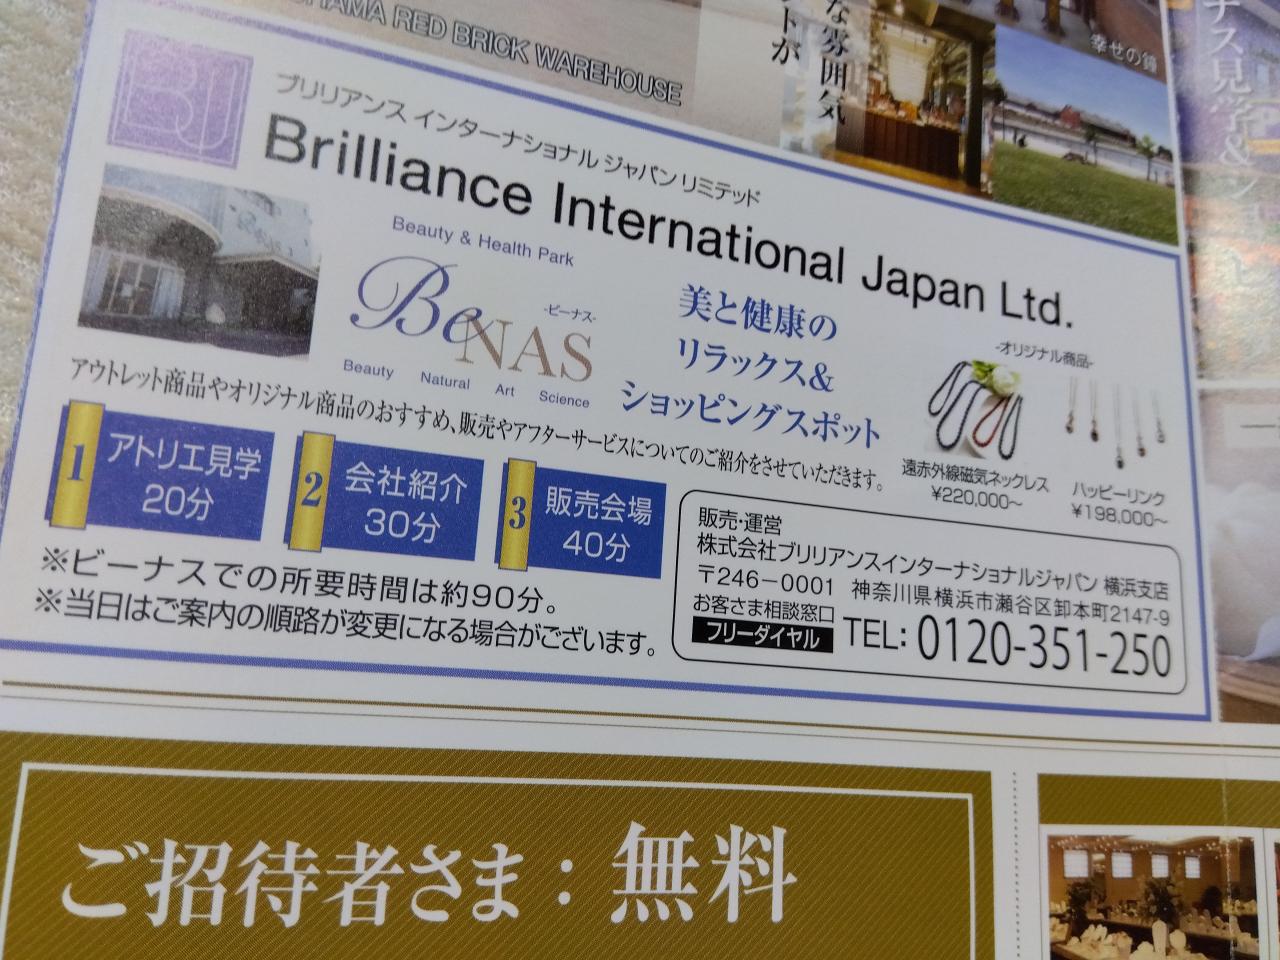 YOHAMA RED BRICK WAREHOUSE
な雰囲気
ントが
幸せの鐘
ナス見学&ショ
BIJ
ブリリアンス インターナショナル ジャパン リミテッド
Brilliance International Japan Ltd.
Beauty & Health Park
BeNAS
-ビーナス-
Beauty Natural Art Science
美と健康の
リラックス&
ショッピングスポット
-オリジナル商品-
遠赤外線磁気ネックレス
¥220,000~
ハッピーリンク
¥198,000~
アウトレット商品やオリジナル商品のおすすめ、販売やアフターサービスについてのご紹介をさせていただきます。
1 アトリエ見学
20分
2 会社紹介
30分
3 販売会場
40分
※ビーナスでの所要時間は約90分。
※当日はご案内の順路が変更になる場合がございます。
販売・運営
株式会社ブリリアンスインターナショナルジャパン 横浜支店
〒246-0001 神奈川県横浜市瀬谷区卸本町2147-9
お客さま相談窓口
フリーダイヤル TEL: 0120-351-250
ご招待者さま:無料